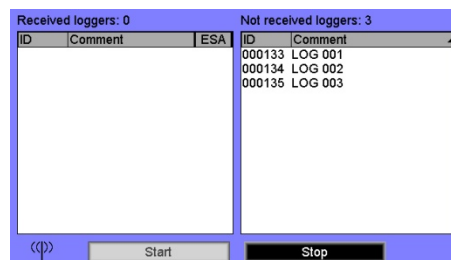 Received loggers: 0
Not received loggers: 3
ID Comment ESA
ID Comment
000133 LOG 001
000134 LOG 002
000135 LOG 003
Start
Stop